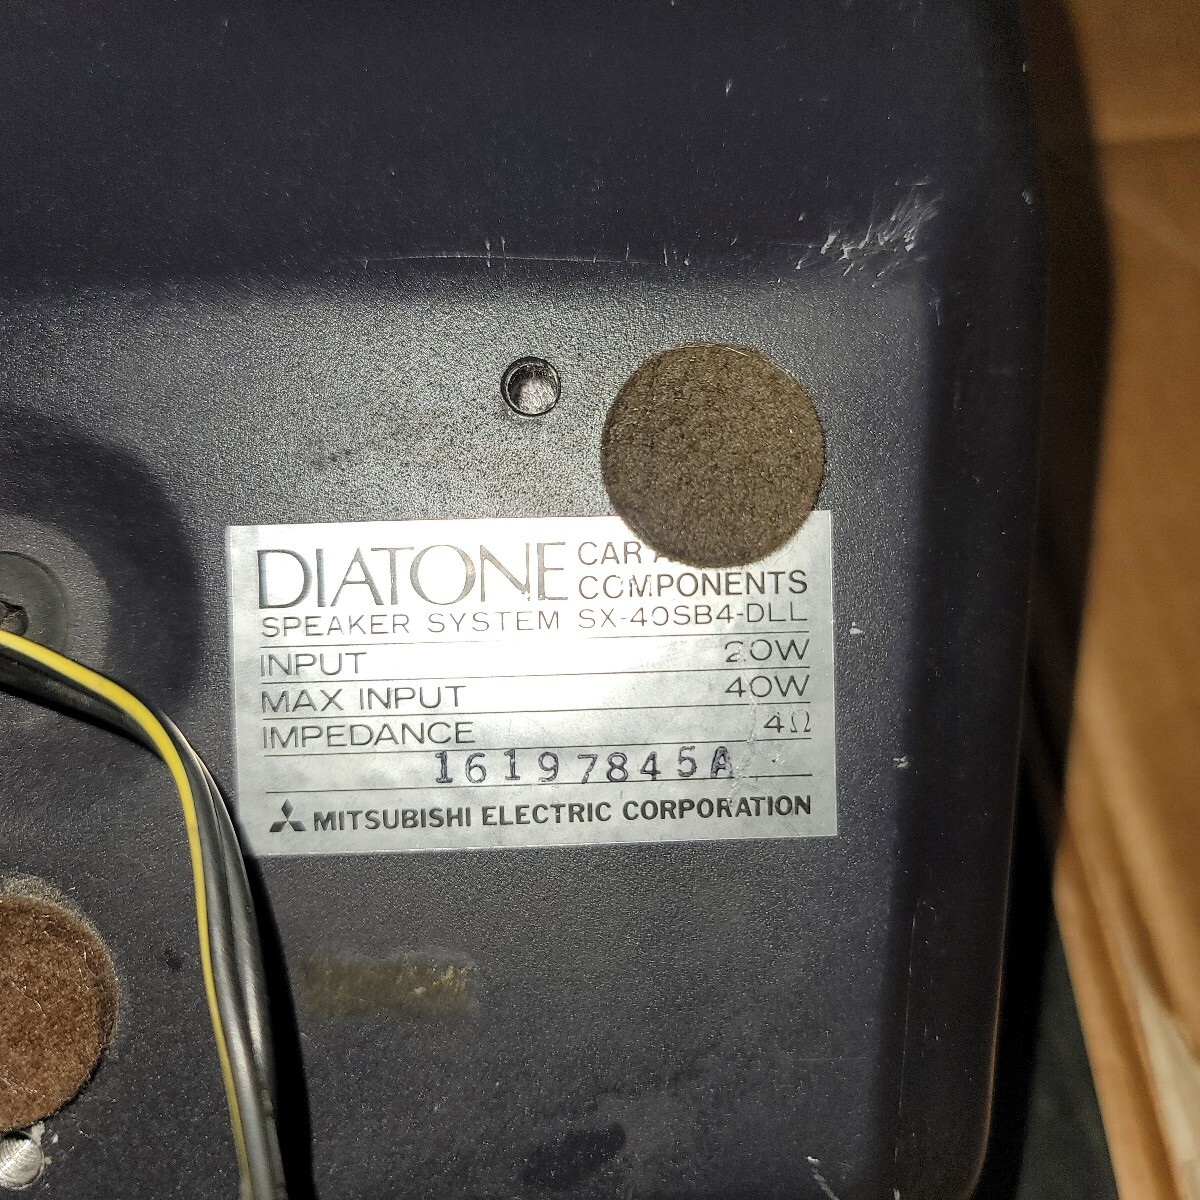 DIATONE CAR
COMPONENTS
SPEAKER SYSTEM SX-40SB4-DLL
INPUT 20W
MAX INPUT 40W
IMPEDANCE 4Ω
16197845A
MITSUBISHI ELECTRIC CORPORATION